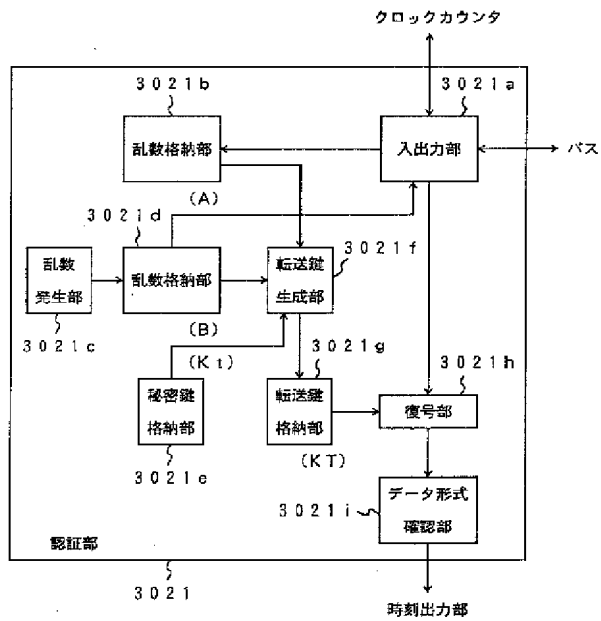 クロックカウンタ
3021b
3021a
乱数格納部
入出力部
バス
(A)
3021d
3021f
乱数
発生部
乱数格納部
転送鍵
生成部
3021c
(B)
(Kt)
3021g
3021h
秘密鍵
格納部
転送鍵
格納部
復号部
3021e
(KT)
3021i
データ形式
確認部
認証部
3021
時刻出力部